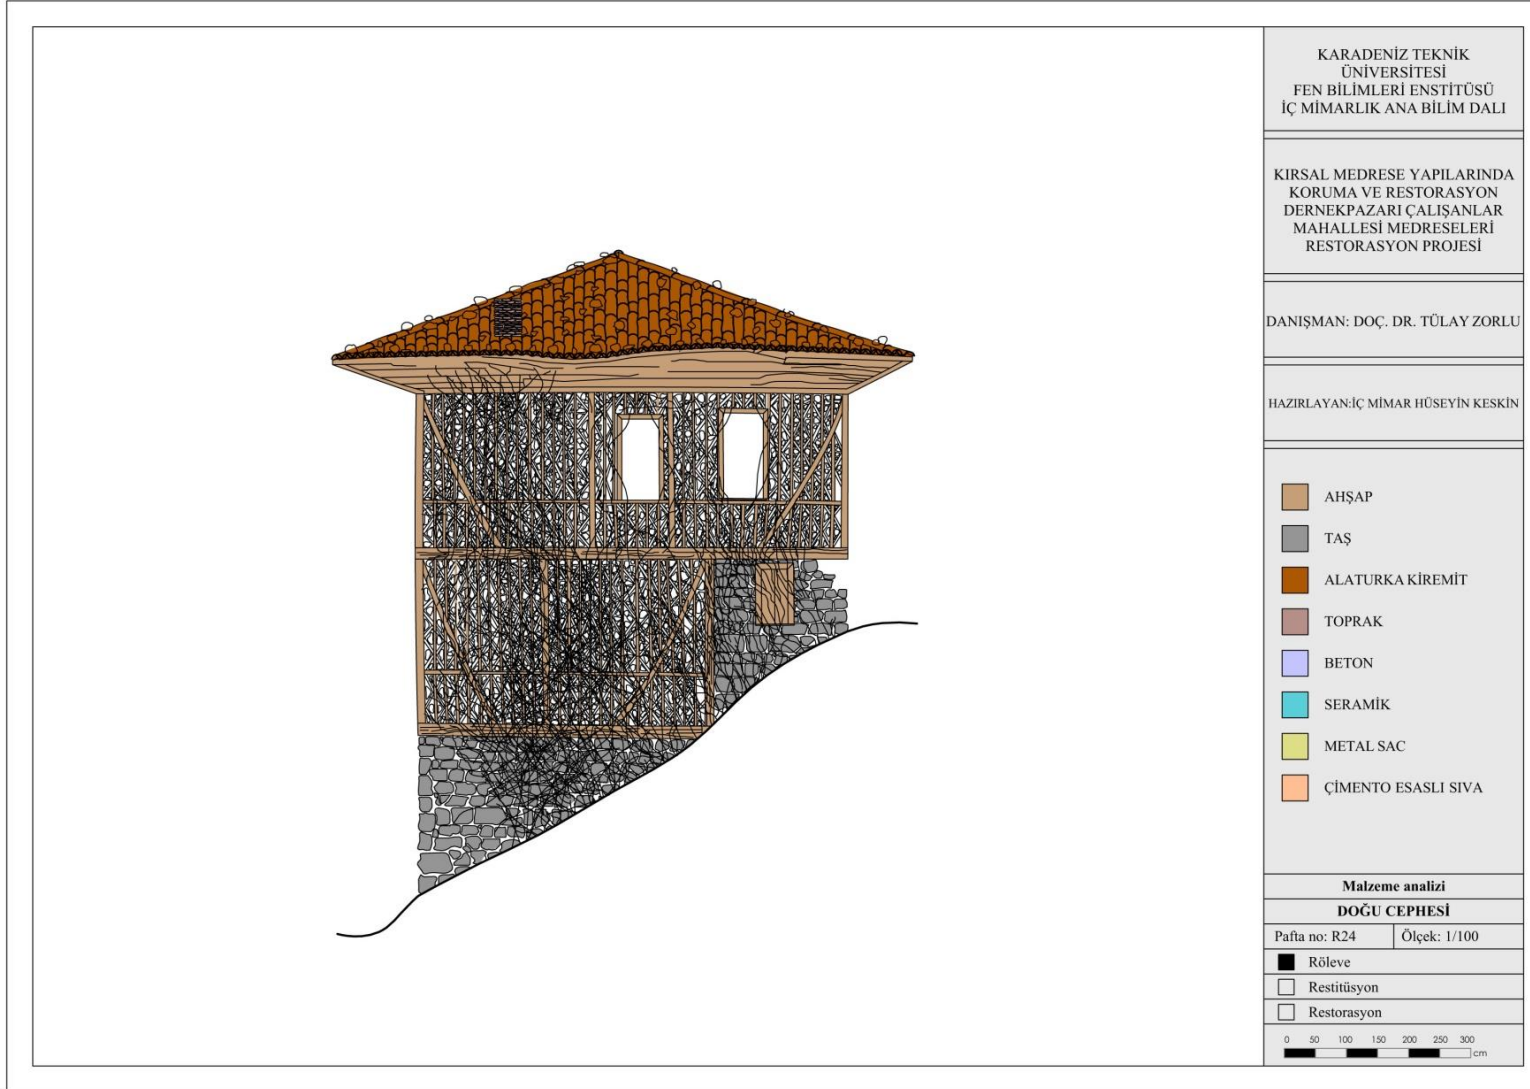 KARADENİZ TEKNİK
ÜNİVERSİTESİ
FEN BİLİMLERİ ENSTİTÜSÜ
İÇ MİMARLIK ANA BİLİM DALI
KIRSAL MEDRESE YAPILARINDA
KORUMA VE RESTORASYON
DERNEKPAZARI ÇALIŞANLAR
MAHALLESİ MEDRESELERİ
RESTORASYON PROJESİ
DANIŞMAN: DOÇ. DR. TÜLAY ZORLU
HAZIRLAYAN:İÇ MİMAR HÜSEYİN KESKİN
AHŞAP
TAŞ
ALATURKA KİREMİT
TOPRAK
BETON
SERAMİK
METAL SAC
ÇİMENTO ESASLI SIVA
Malzeme analizi
DOĞU CEPHESİ
Pafta no: R24 Ölçek: 1/100
Röleve
Restitüsyon
Restorasyon
0 50 100 150 200 250 300
cm